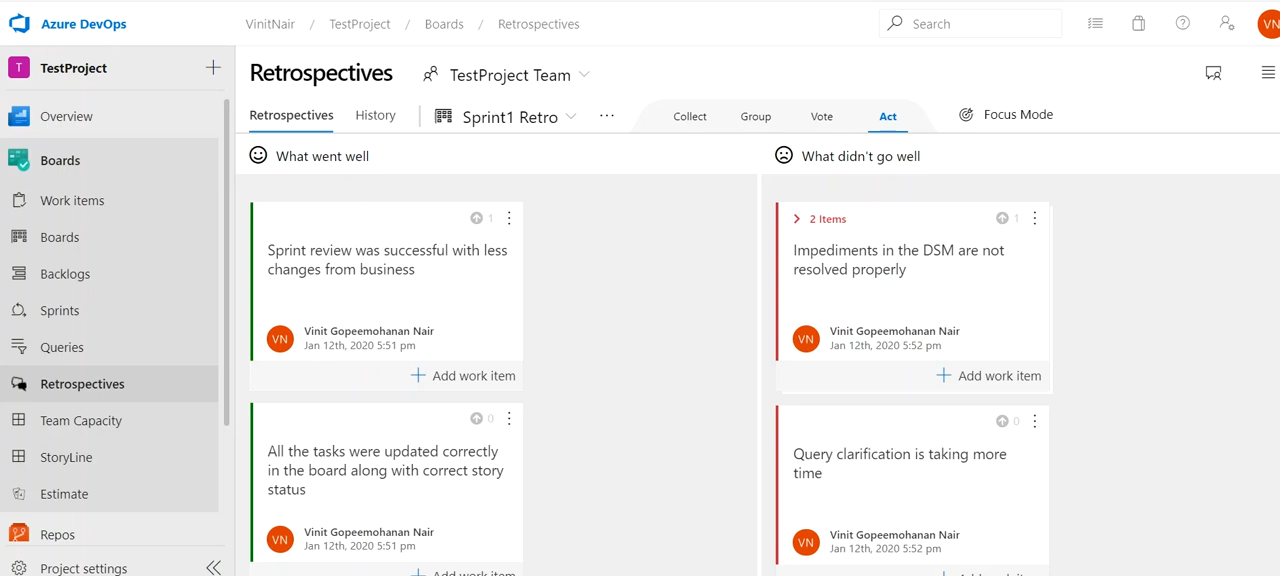 Azure DevOps
VinitNair / TestProject / Boards / Retrospectives
Search
VN
T TestProject
Overview
Boards
Work items
Boards
Backlogs
Sprints
Queries
Retrospectives
Team Capacity
StoryLine
Estimate
Repos
Project settings
Retrospectives
TestProject Team
Retrospectives History Sprint1 Retro ... Collect Group Vote Act Focus Mode
What went well
1
Sprint review was successful with less
changes from business
VN Vinit Gopeemohanan Nair
Jan 12th, 2020 5:51 pm
+ Add work item
0
All the tasks were updated correctly
in the board along with correct story
status
VN Vinit Gopeemohanan Nair
Jan 12th, 2020 5:51 pm
+ Add work item
What didn't go well
2 Items 1
Impediments in the DSM are not
resolved properly
VN Vinit Gopeemohanan Nair
Jan 12th, 2020 5:52 pm
+ Add work item
0
Query clarification is taking more
time
VN Vinit Gopeemohanan Nair
Jan 12th, 2020 5:52 pm